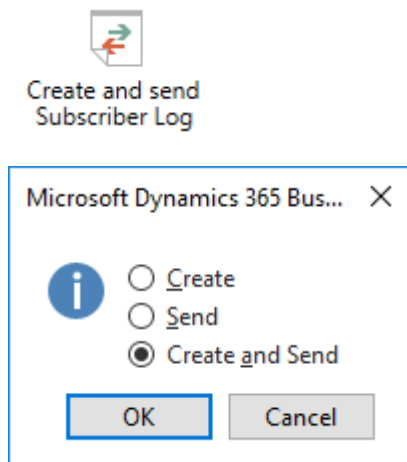 Create and send
Subscriber Log
Microsoft Dynamics 365 Bus...
Create
Send
Create and Send
OK
Cancel